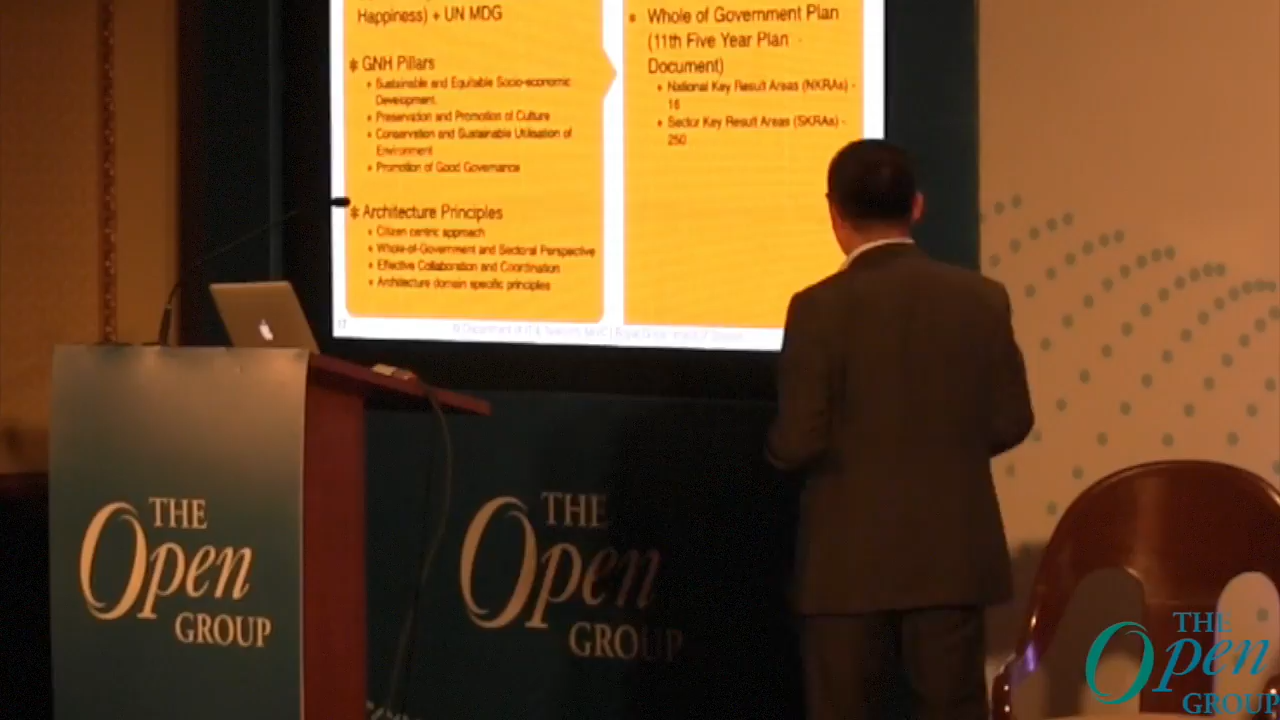 Happiness) + UN MDG
* GNH Pillars
Sustainable and Equitable Socio-economic
Development.
Preservation and Promotion of Culture
Conservation and Sustainable Utilisation of
Environment
Promotion of Good Governance
* Architecture Principles
Citizen centric approach
Whole-of-Government and Sectoral Perspective
Effective Collaboration and Coordination
Architecture domain specific principles
Whole of Government Plan
(11th Five Year Plan -
Document)
National Key Result Areas (NKRAs) -
16
Sector Key Result Areas (SKRAs) -
250
17
THE
Open
GROUP
THE
Open
GROUP
THE
Open
GROUP